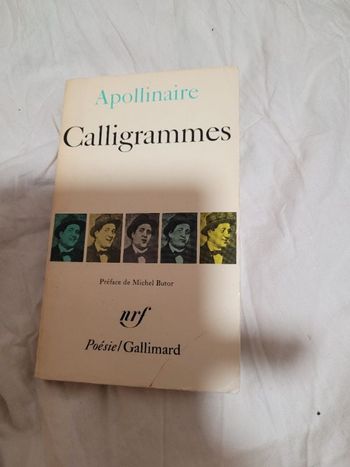 Apollinaire
Calligrammes
Préface de Michel Butor
nrf
Poésie/Gallimard